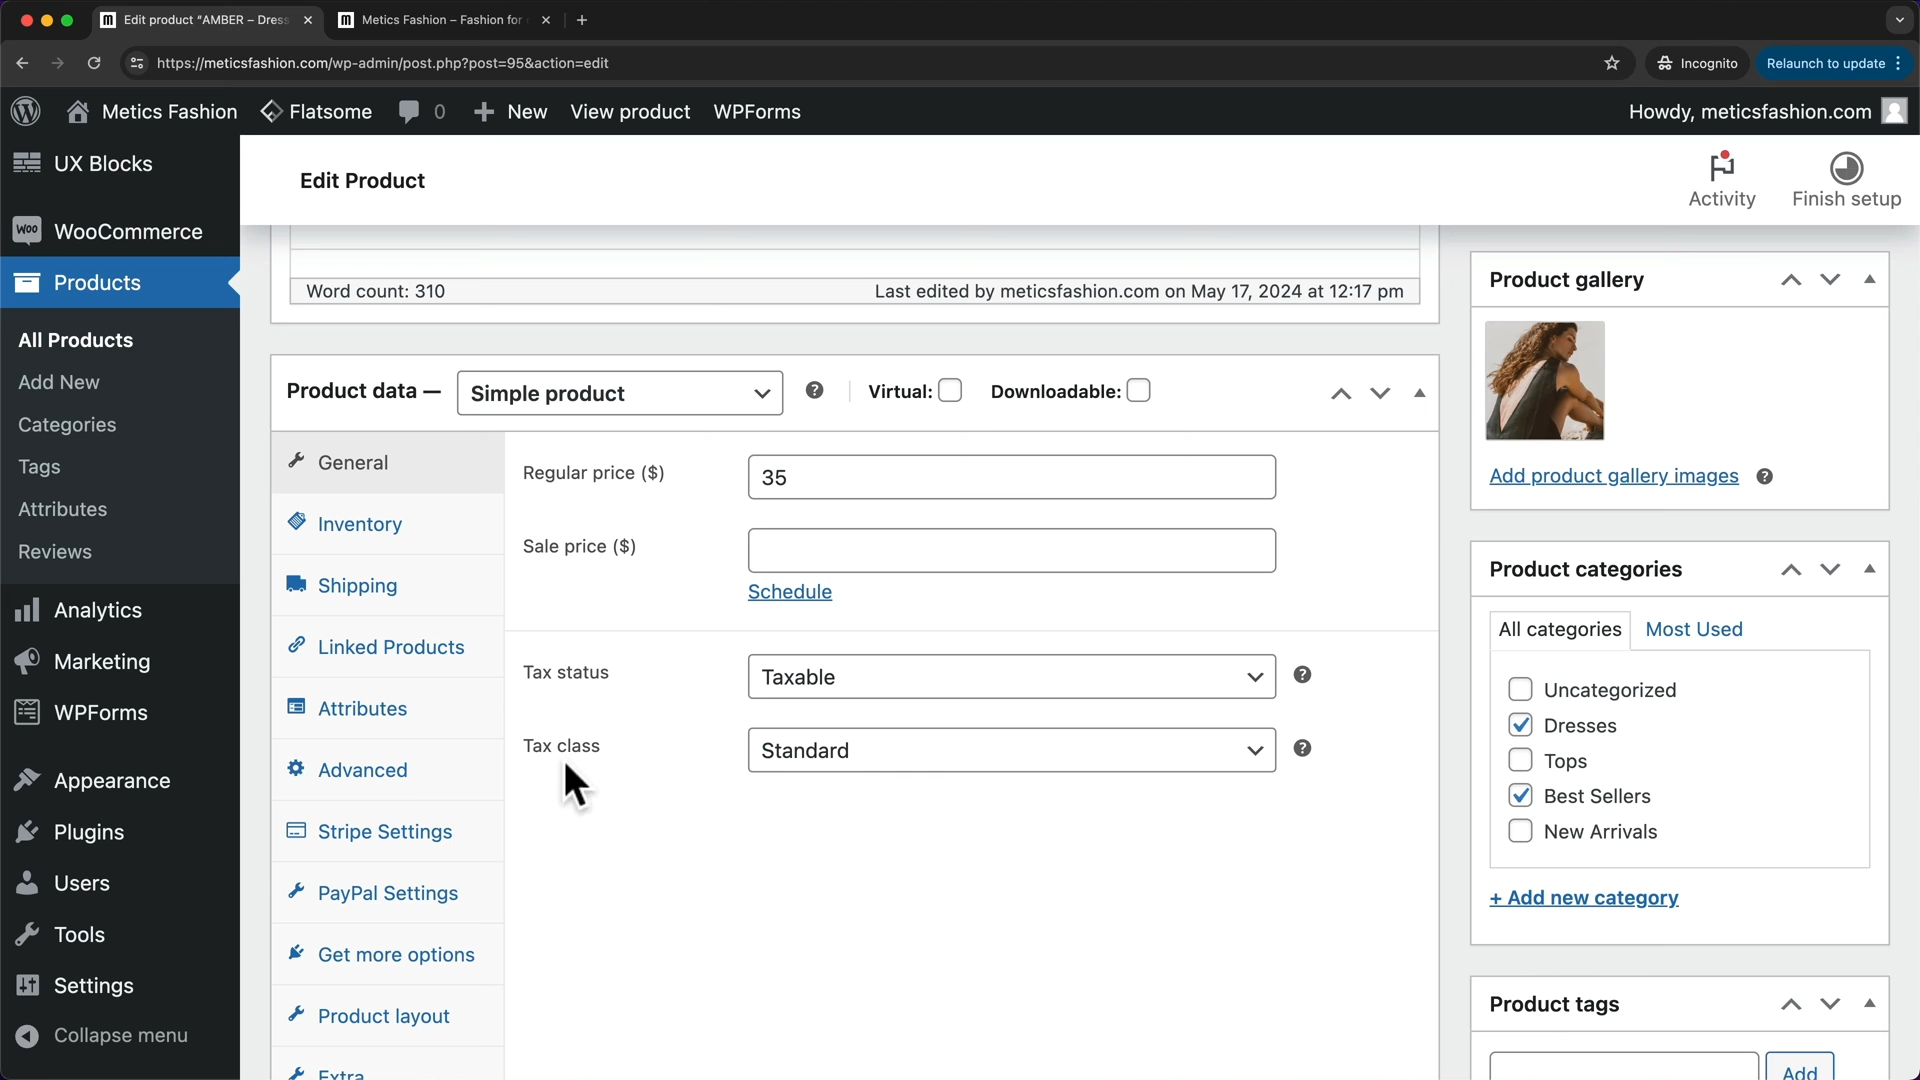 Edit product “AMBER – Dress
Metics Fashion – Fashion for
https://meticsfashion.com/wp-admin/post.php?post=95&action=edit
Incognito
Relaunch to update
Metics Fashion
Flatsome
0
New
View product
WPForms
Howdy, meticsfashion.com
UX Blocks
WooCommerce
Products
All Products
Add New
Categories
Tags
Attributes
Reviews
Analytics
Marketing
WPForms
Appearance
Plugins
Users
Tools
Settings
Collapse menu
Edit Product
Activity
Finish setup
Word count: 310
Last edited by meticsfashion.com on May 17, 2024 at 12:17 pm
Product data —
Simple product
Virtual:
Downloadable:
General
Inventory
Shipping
Linked Products
Attributes
Advanced
Stripe Settings
PayPal Settings
Get more options
Product layout
Extra
Regular price ($)
35
Sale price ($)
Schedule
Tax status
Taxable
Tax class
Standard
Product gallery
Add product gallery images
Product categories
All categories
Most Used
Uncategorized
Dresses
Tops
Best Sellers
New Arrivals
+ Add new category
Product tags
Add